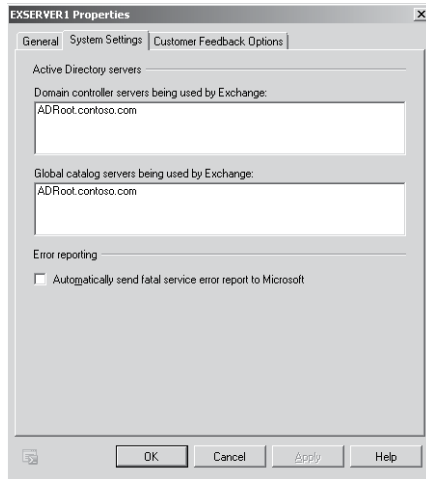 EXSERVER1 Properties
General
System Settings
Customer Feedback Options
Active Directory servers
Domain controller servers being used by Exchange:
ADRoot.contoso.com
Global catalog servers being used by Exchange:
ADRoot.contoso.com
Error reporting
Automatically send fatal service error report to Microsoft
OK
Cancel
Apply
Help